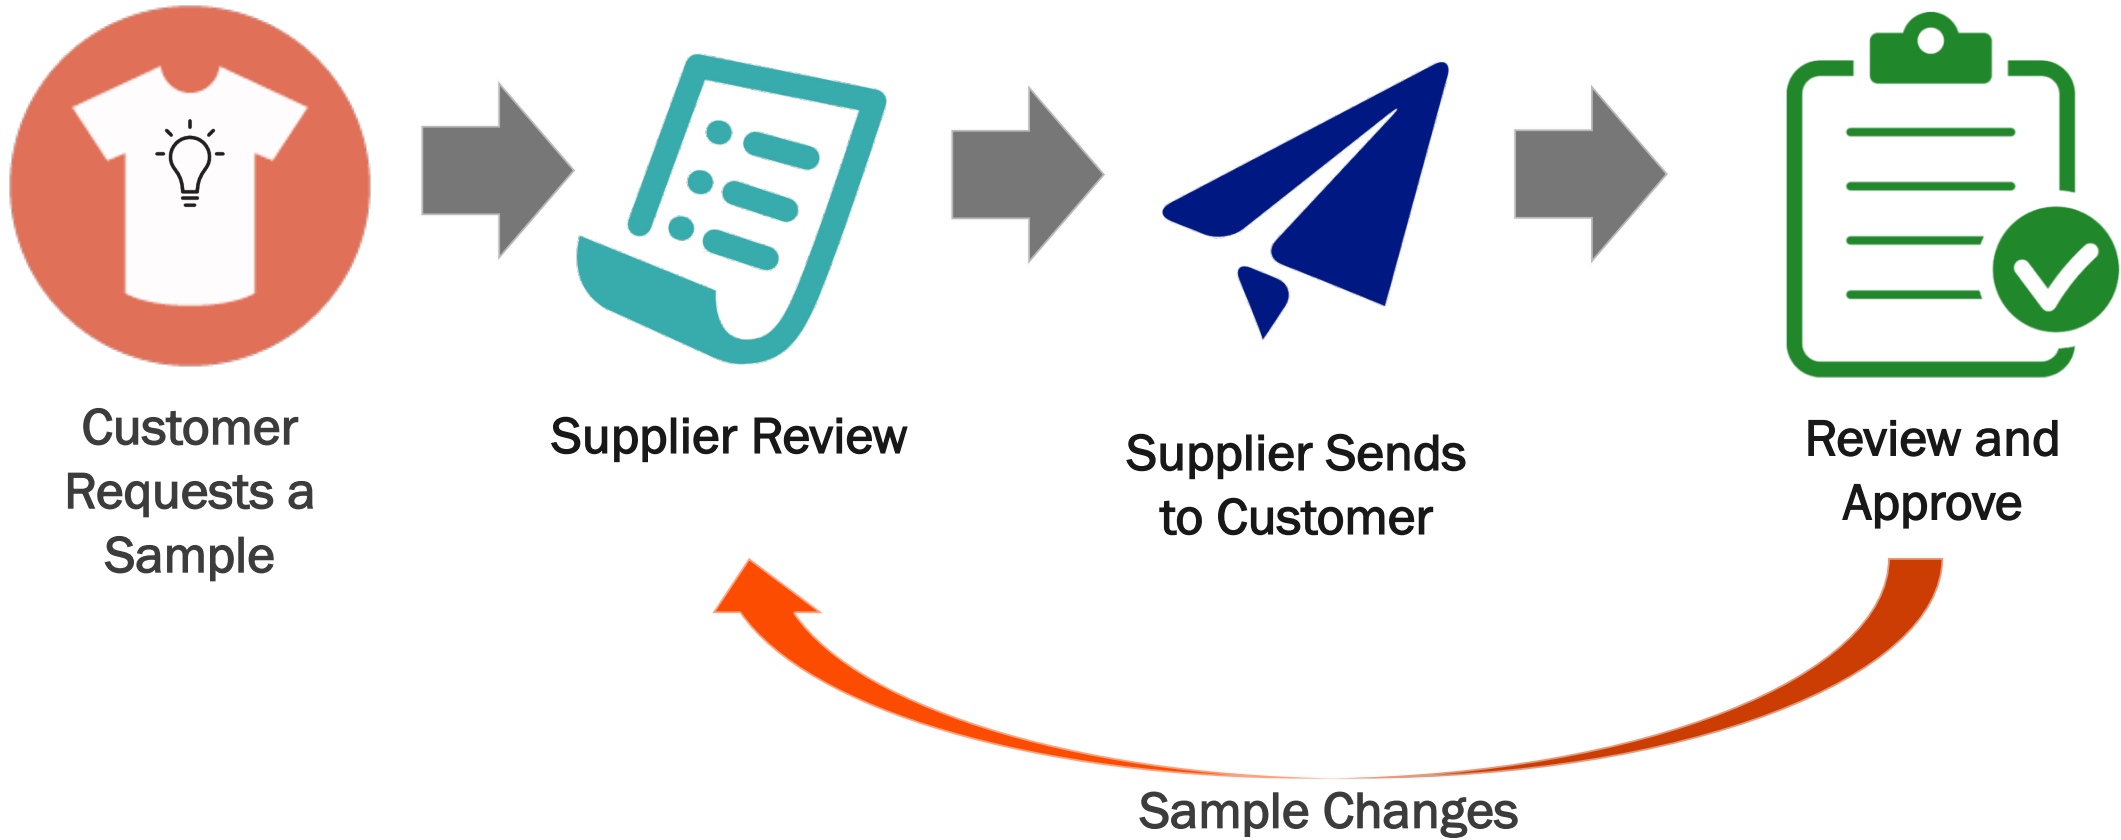 Customer
Requests a
Sample
Supplier Review
Supplier Sends
to Customer
Review and
Approve
Sample Changes